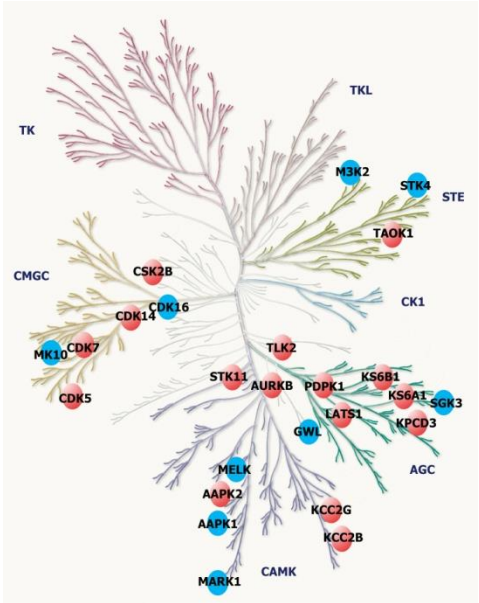 TKL
TK
M3K2
STK4
STE
TAOK1
CSK2B
CMGC
CK1
CDK16
CDK14
CDK7
MK10
TLK2
STK11
AURKB
PDPK1
KS6B1
CDK5
KS6A1
SGK3
LATS1
KPCD3
GWL
MELK
AGC
AAPK2
KCC2G
AAPK1
KCC2B
CAMK
MARK1